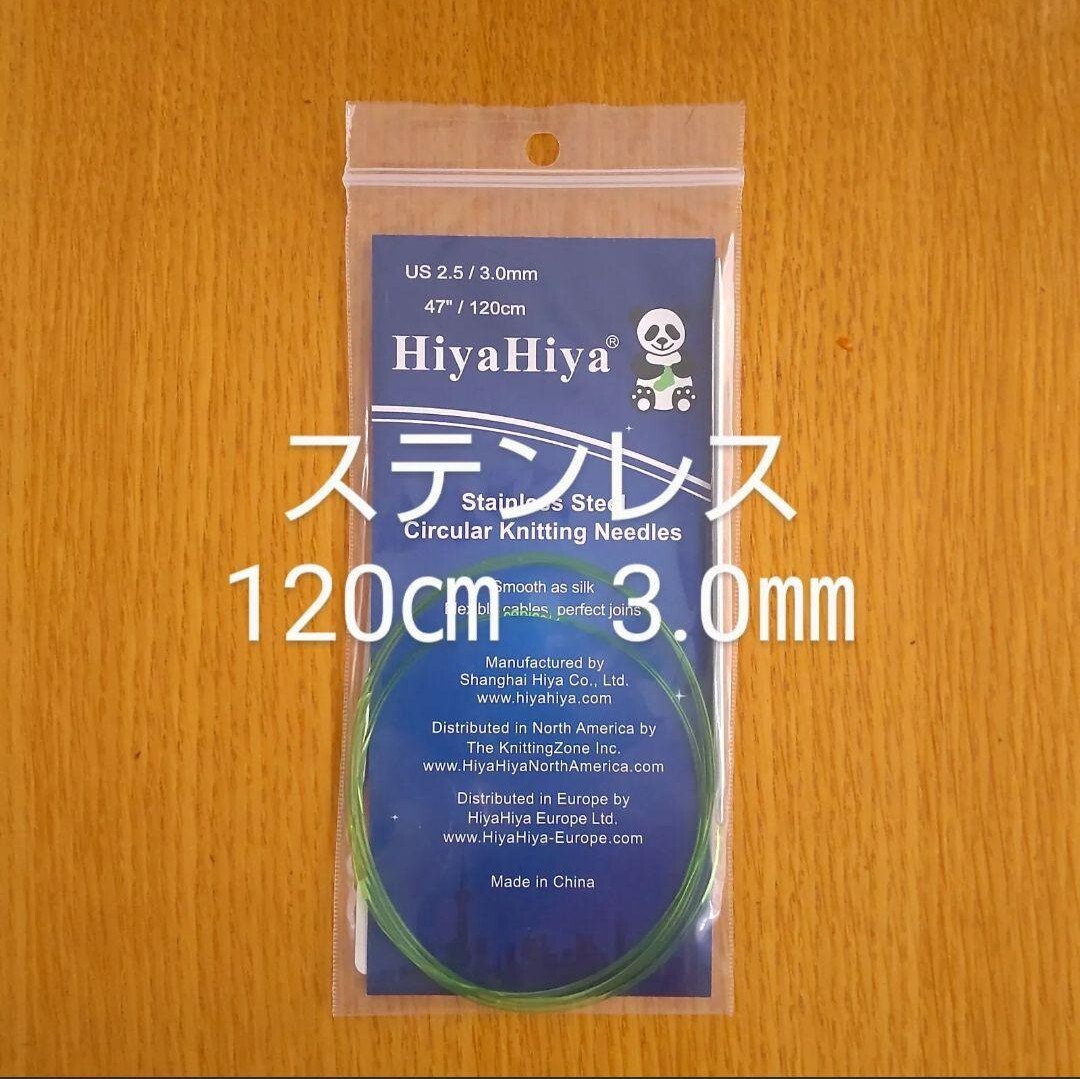 US 2.5 / 3.0mm
47" / 120cm
HiyaHiya®
ステンレス
Stainless Steel
Circular Knitting Needles
120㎝ 3.0㎜
Smooth as silk
Flexible cables, perfect joins
Manufactured by
Shanghai Hiya Co., Ltd.
www.hiyahiya.com
Distributed in North America by
The KnittingZone Inc.
www.HiyaHiyaNorthAmerica.com
Distributed in Europe by
HiyaHiya Europe Ltd.
www.HiyaHiya-Europe.com
Made in China